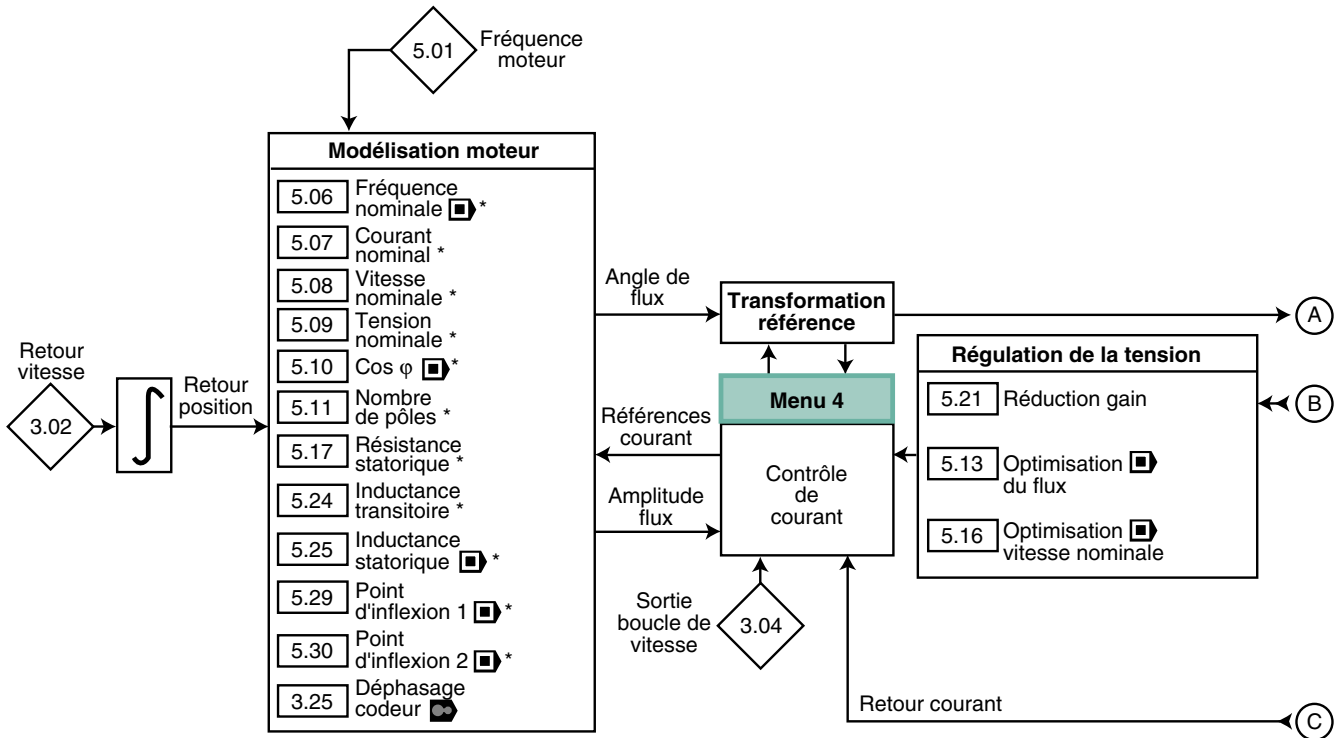 5.01
Fréquence
moteur
Modélisation moteur
5.06
Fréquence
nominale *
5.07
Courant
nominal *
5.08
Vitesse
nominale *
5.09
Tension
nominale *
5.10
Cos φ *
5.11
Nombre
de pôles *
5.17
Résistance
statorique *
5.24
Inductance
transitoire *
5.25
Inductance
statorique *
5.29
Point
d'inflexion 1 *
5.30
Point
d'inflexion 2 *
3.25
Déphasage
codeur
Retour
vitesse
3.02
∫
Retour
position
Angle de
flux
Références
courant
Amplitude
flux
Transformation
référence
Menu 4
Contrôle
de
courant
Sortie
boucle de
vitesse
3.04
Régulation de la tension
5.21
Réduction gain
5.13
Optimisation
du flux
5.16
Optimisation
vitesse nominale
Retour courant
A
B
C